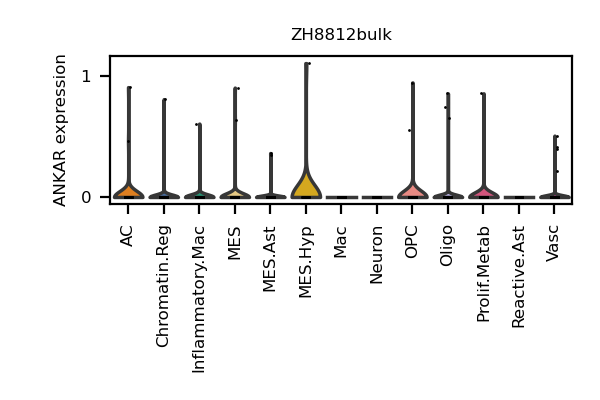 ZH8812bulk
ANKAR expression
1
0
AC
Chromatin.Reg
Inflammatory.Mac
MES
MES.Ast
MES.Hyp
Mac
Neuron
OPC
Oligo
Prolif.Metab
Reactive.Ast
Vasc